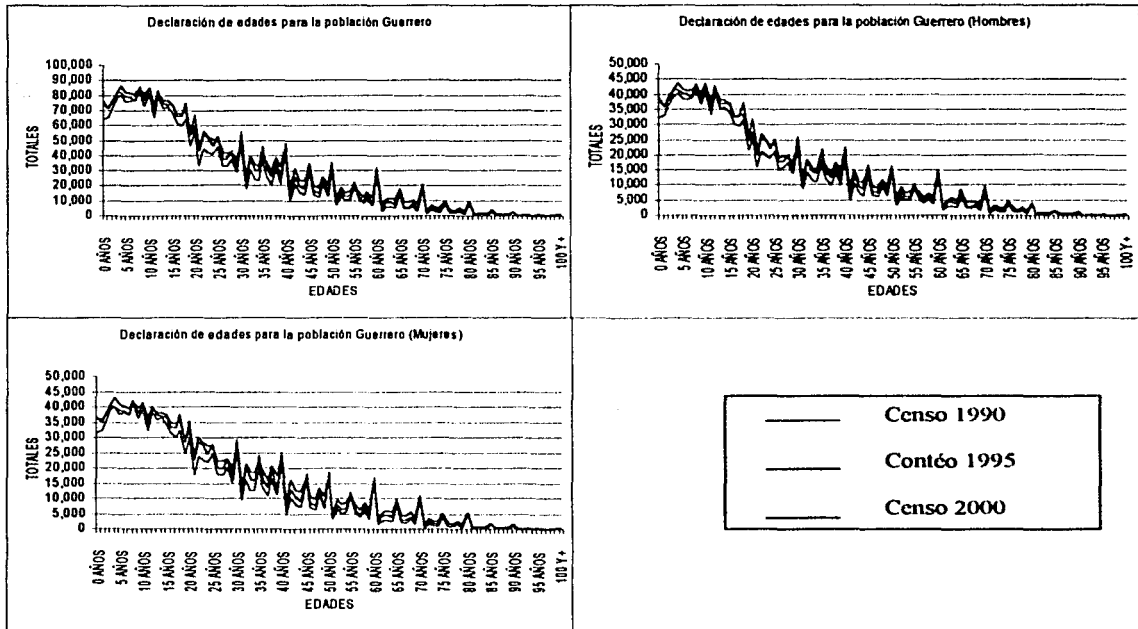 Declaración de edades para la población Guerrero
TOTALES
100,000
90,000
80,000
70,000
60,000
50,000
40,000
30,000
20,000
10,000
0
0 AÑOS
5 AÑOS
10 AÑOS
15 AÑOS
20 AÑOS
25 AÑOS
30 AÑOS
35 AÑOS
40 AÑOS
45 AÑOS
50 AÑOS
55 AÑOS
60 AÑOS
65 AÑOS
70 AÑOS
75 AÑOS
80 AÑOS
85 AÑOS
90 AÑOS
95 AÑOS
100 Y +
EDADES
Declaración de edades para la población Guerrero (Hombres)
TOTALES
50,000
45,000
40,000
35,000
30,000
25,000
20,000
15,000
10,000
5,000
0
0 AÑOS
5 AÑOS
10 AÑOS
15 AÑOS
20 AÑOS
25 AÑOS
30 AÑOS
35 AÑOS
40 AÑOS
45 AÑOS
50 AÑOS
55 AÑOS
60 AÑOS
65 AÑOS
70 AÑOS
75 AÑOS
80 AÑOS
85 AÑOS
90 AÑOS
95 AÑOS
100 Y +
EDADES
Declaración de edades para la población Guerrero (Mujeres)
TOTALES
50,000
45,000
40,000
35,000
30,000
25,000
20,000
15,000
10,000
5,000
0
0 AÑOS
5 AÑOS
10 AÑOS
15 AÑOS
20 AÑOS
25 AÑOS
30 AÑOS
35 AÑOS
40 AÑOS
45 AÑOS
50 AÑOS
55 AÑOS
60 AÑOS
65 AÑOS
70 AÑOS
75 AÑOS
80 AÑOS
85 AÑOS
90 AÑOS
95 AÑOS
100 Y +
EDADES
Censo 1990
Contéo 1995
Censo 2000